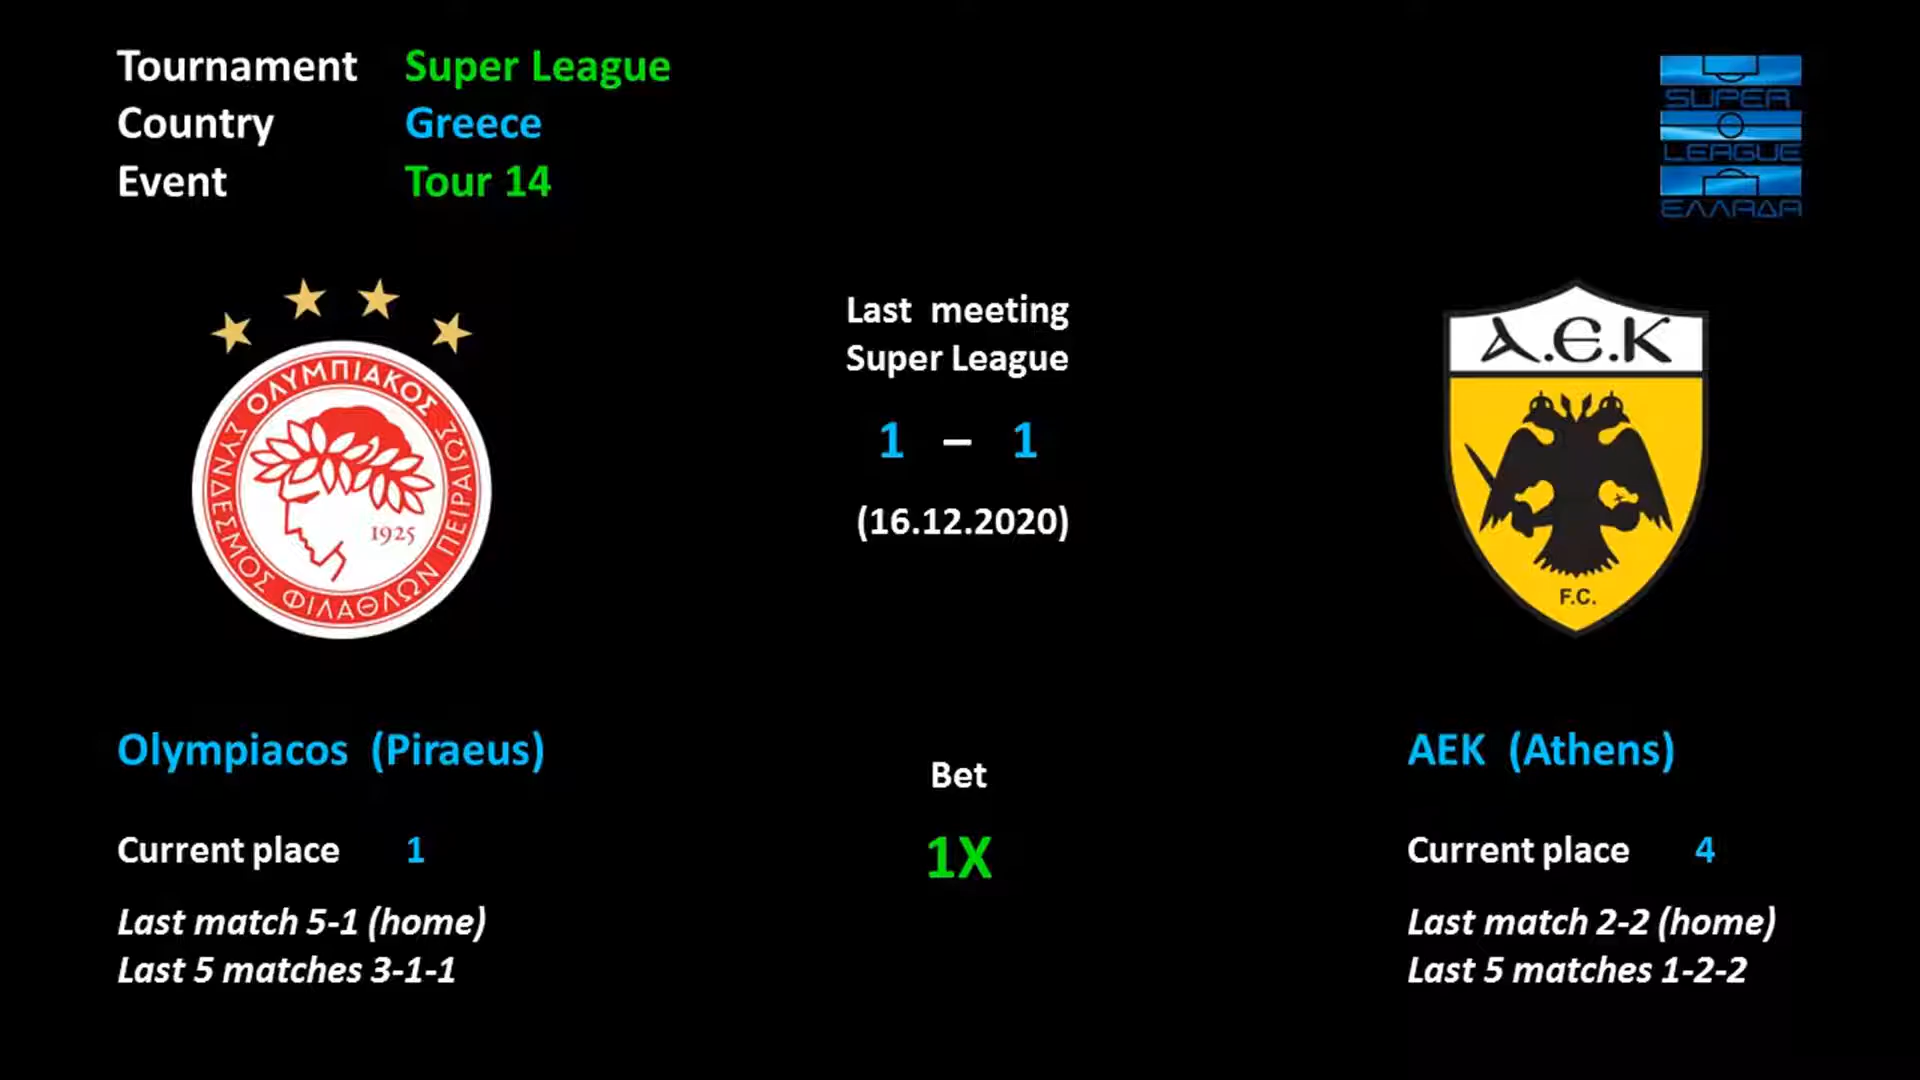 Tournament Super League
Country Greece
Event Tour 14
SUPER
LEAGUE
ΕΛΛΑΔΑ
Last meeting
Super League
1 – 1
(16.12.2020)
ΟΛΥΜΠΙΑΚΟΣ
ΣΥΝΔΕΣΜΟΣ ΦΙΛΑΘΛΩΝ ΠΕΙΡΑΙΩΣ
1925
Α.Ε.Κ
F.C.
Olympiacos (Piraeus)
Bet
1X
AEK (Athens)
Current place 1
Last match 5-1 (home)
Last 5 matches 3-1-1
Current place 4
Last match 2-2 (home)
Last 5 matches 1-2-2